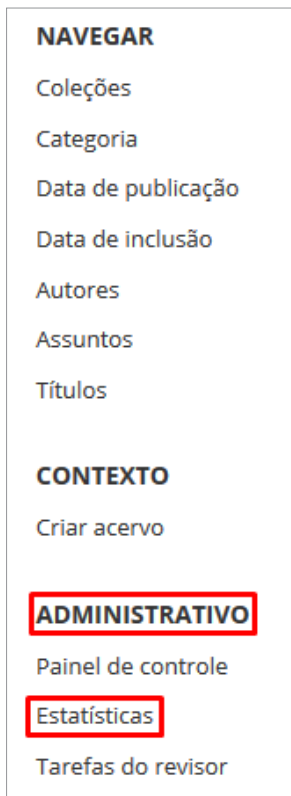 NAVEGAR
Coleções
Categoria
Data de publicação
Data de inclusão
Autores
Assuntos
Títulos
CONTEXTO
Criar acervo
ADMINISTRATIVO
Painel de controle
Estatísticas
Tarefas do revisor